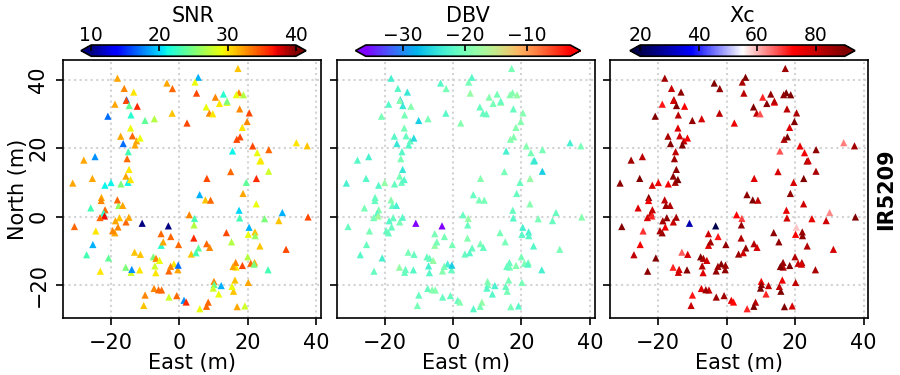 SNR DBV Xc
10 20 30 40 −30 −20 −10 20 40 60 80
40
20
0
−20
North (m)
IR5209
−20 0 20 40 −20 0 20 40 −20 0 20 40
East (m) East (m) East (m)